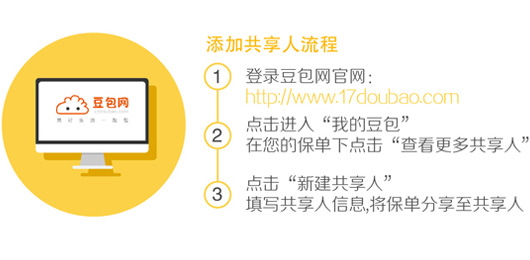 添加共享人流程
豆包网
1 登录豆包网官网：
http://www.17doubao.com
2 点击进入“我的豆包”
在您的保单下点击“查看更多共享人”
3 点击“新建共享人”
填写共享人信息,将保单分享至共享人